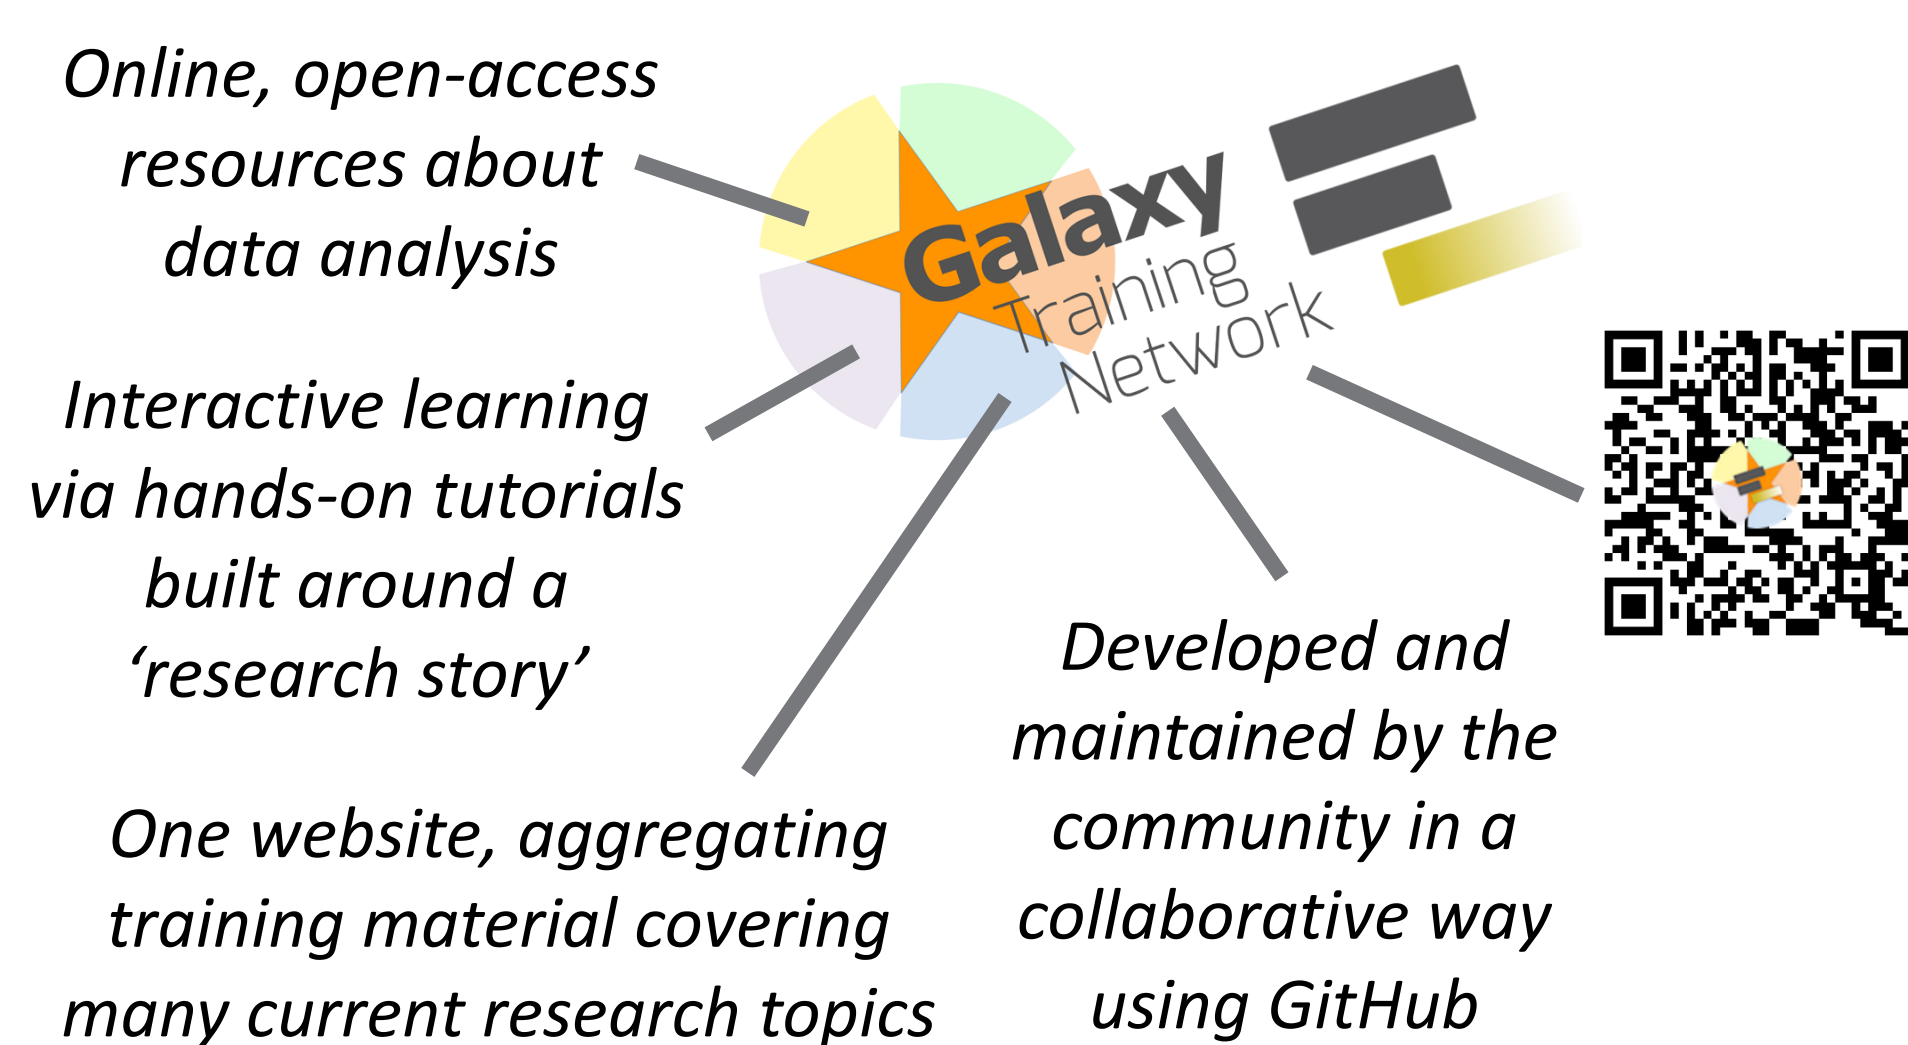 Online, open-access
resources about
data analysis
Galaxy
Training
Network
Interactive learning
via hands-on tutorials
built around a
‘research story’
One website, aggregating
training material covering
many current research topics
Developed and
maintained by the
community in a
collaborative way
using GitHub